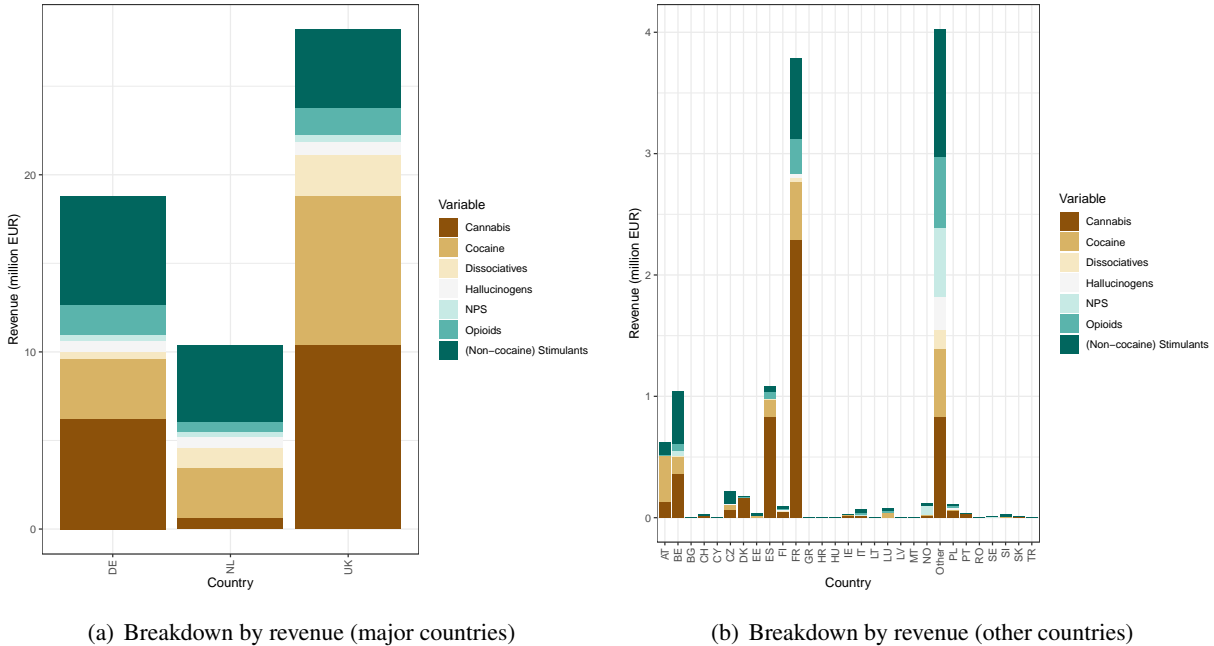 Revenue (million EUR)
20
10
0
DE
NL
UK
Country
Variable
Cannabis
Cocaine
Dissociatives
Hallucinogens
NPS
Opioids
(Non−cocaine) Stimulants
(a) Breakdown by revenue (major countries)
Revenue (million EUR)
4
3
2
1
0
AT
BE
BG
CH
CY
CZ
DK
EE
ES
FI
FR
GR
HR
HU
IE
IT
LT
LU
LV
MT
NO
Other
PL
PT
RO
SE
SI
SK
TR
Country
Variable
Cannabis
Cocaine
Dissociatives
Hallucinogens
NPS
Opioids
(Non−cocaine) Stimulants
(b) Breakdown by revenue (other countries)